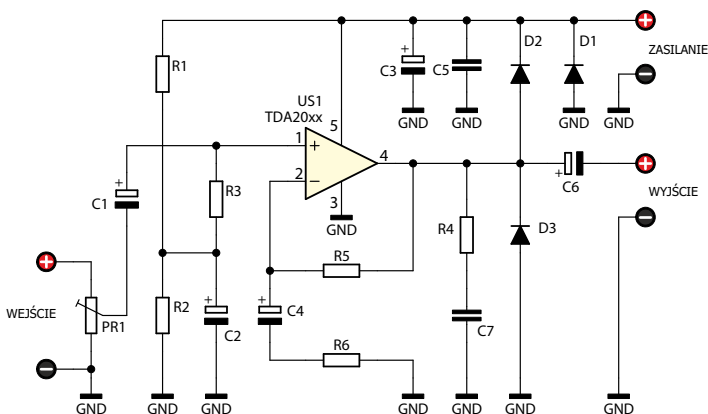 D2
D1
R1
C3
+
C5
ZASILANIE
US1
TDA20xx
GND
GND
GND
GND
5
1
+
4
2
−
3
GND
+
C6
WYJŚCIE
+
C1
R3
R4
D3
R5
WEJŚCIE
PR1
R2
+
C2
+
C4
C7
R6
GND
GND
GND
GND
GND
GND
GND